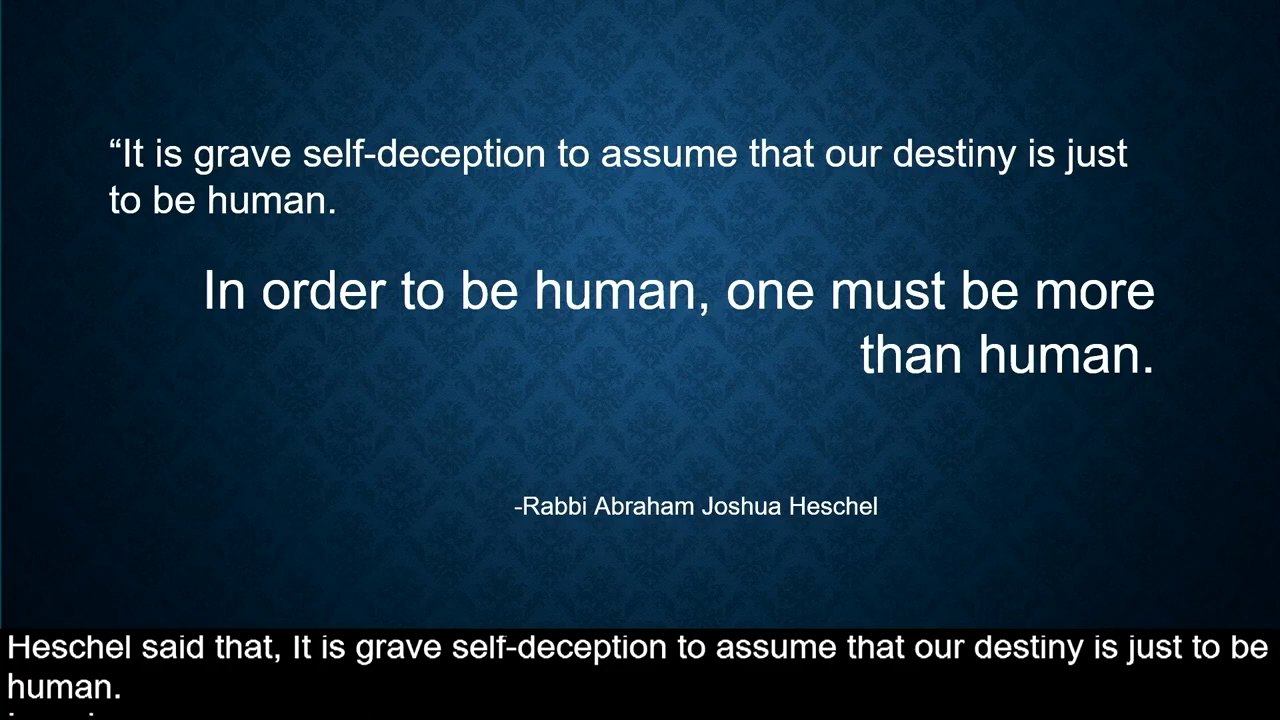 “It is grave self-deception to assume that our destiny is just
to be human.
In order to be human, one must be more
than human.
-Rabbi Abraham Joshua Heschel
Heschel said that, It is grave self-deception to assume that our destiny is just to be
human.